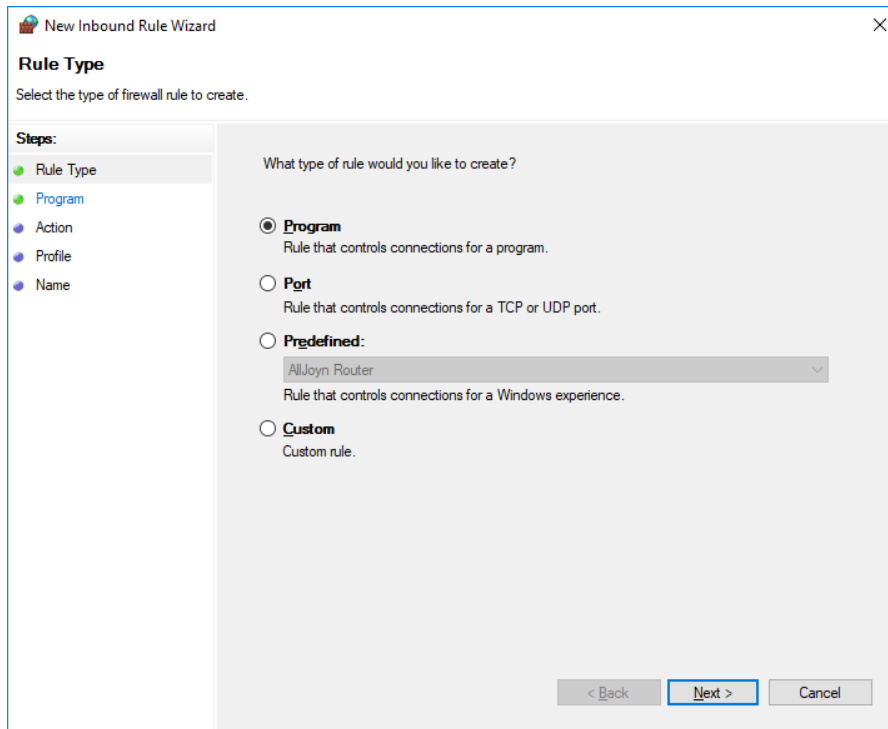 New Inbound Rule Wizard
Rule Type
Select the type of firewall rule to create.
Steps:
Rule Type
Program
Action
Profile
Name
What type of rule would you like to create?
Program
Rule that controls connections for a program.
Port
Rule that controls connections for a TCP or UDP port.
Predefined:
AllJoyn Router
Rule that controls connections for a Windows experience.
Custom
Custom rule.
< Back
Next >
Cancel